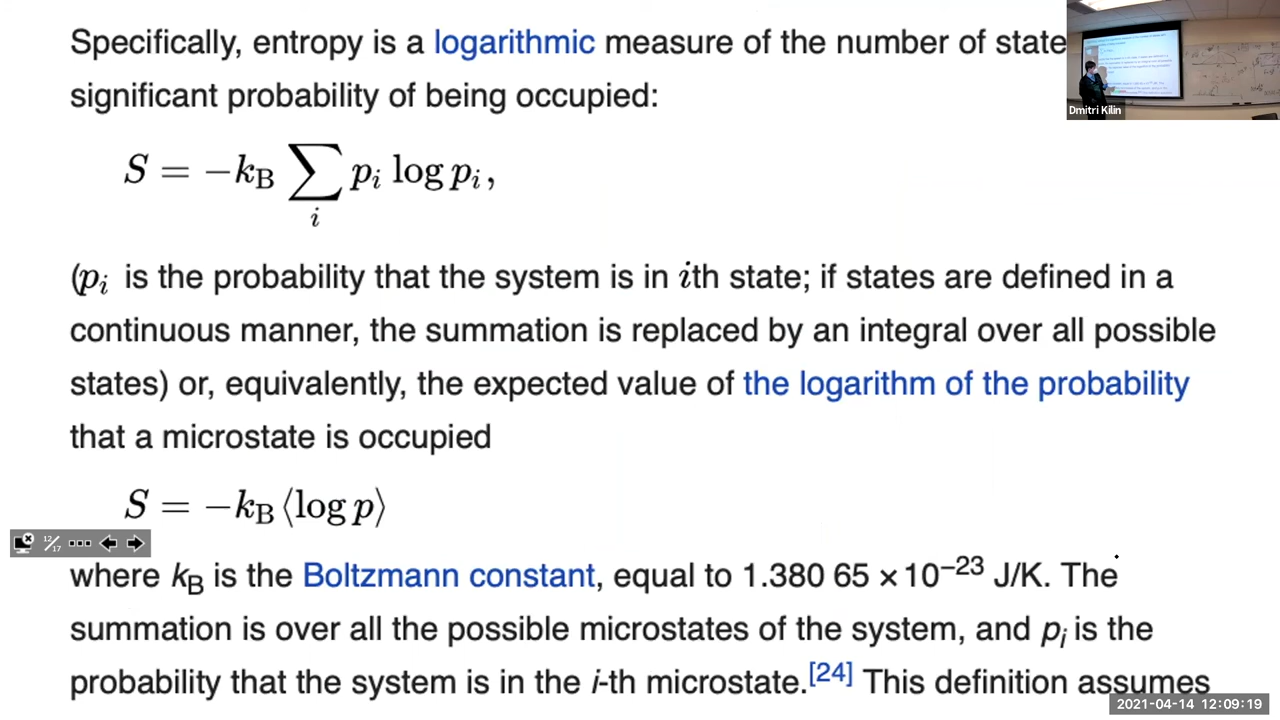 Specifically, entropy is a logarithmic measure of the number of state
significant probability of being occupied:
S = −kB ∑i pi log pi,
(pi is the probability that the system is in ith state; if states are defined in a
continuous manner, the summation is replaced by an integral over all possible
states) or, equivalently, the expected value of the logarithm of the probability
that a microstate is occupied
S = −kB ⟨log p⟩
12/17
where kB is the Boltzmann constant, equal to 1.380 65 ×10−23 J/K. The
summation is over all the possible microstates of the system, and pi is the
probability that the system is in the i-th microstate.[24] This definition assumes
Dmitri Kilin
2021-04-14 12:09:19